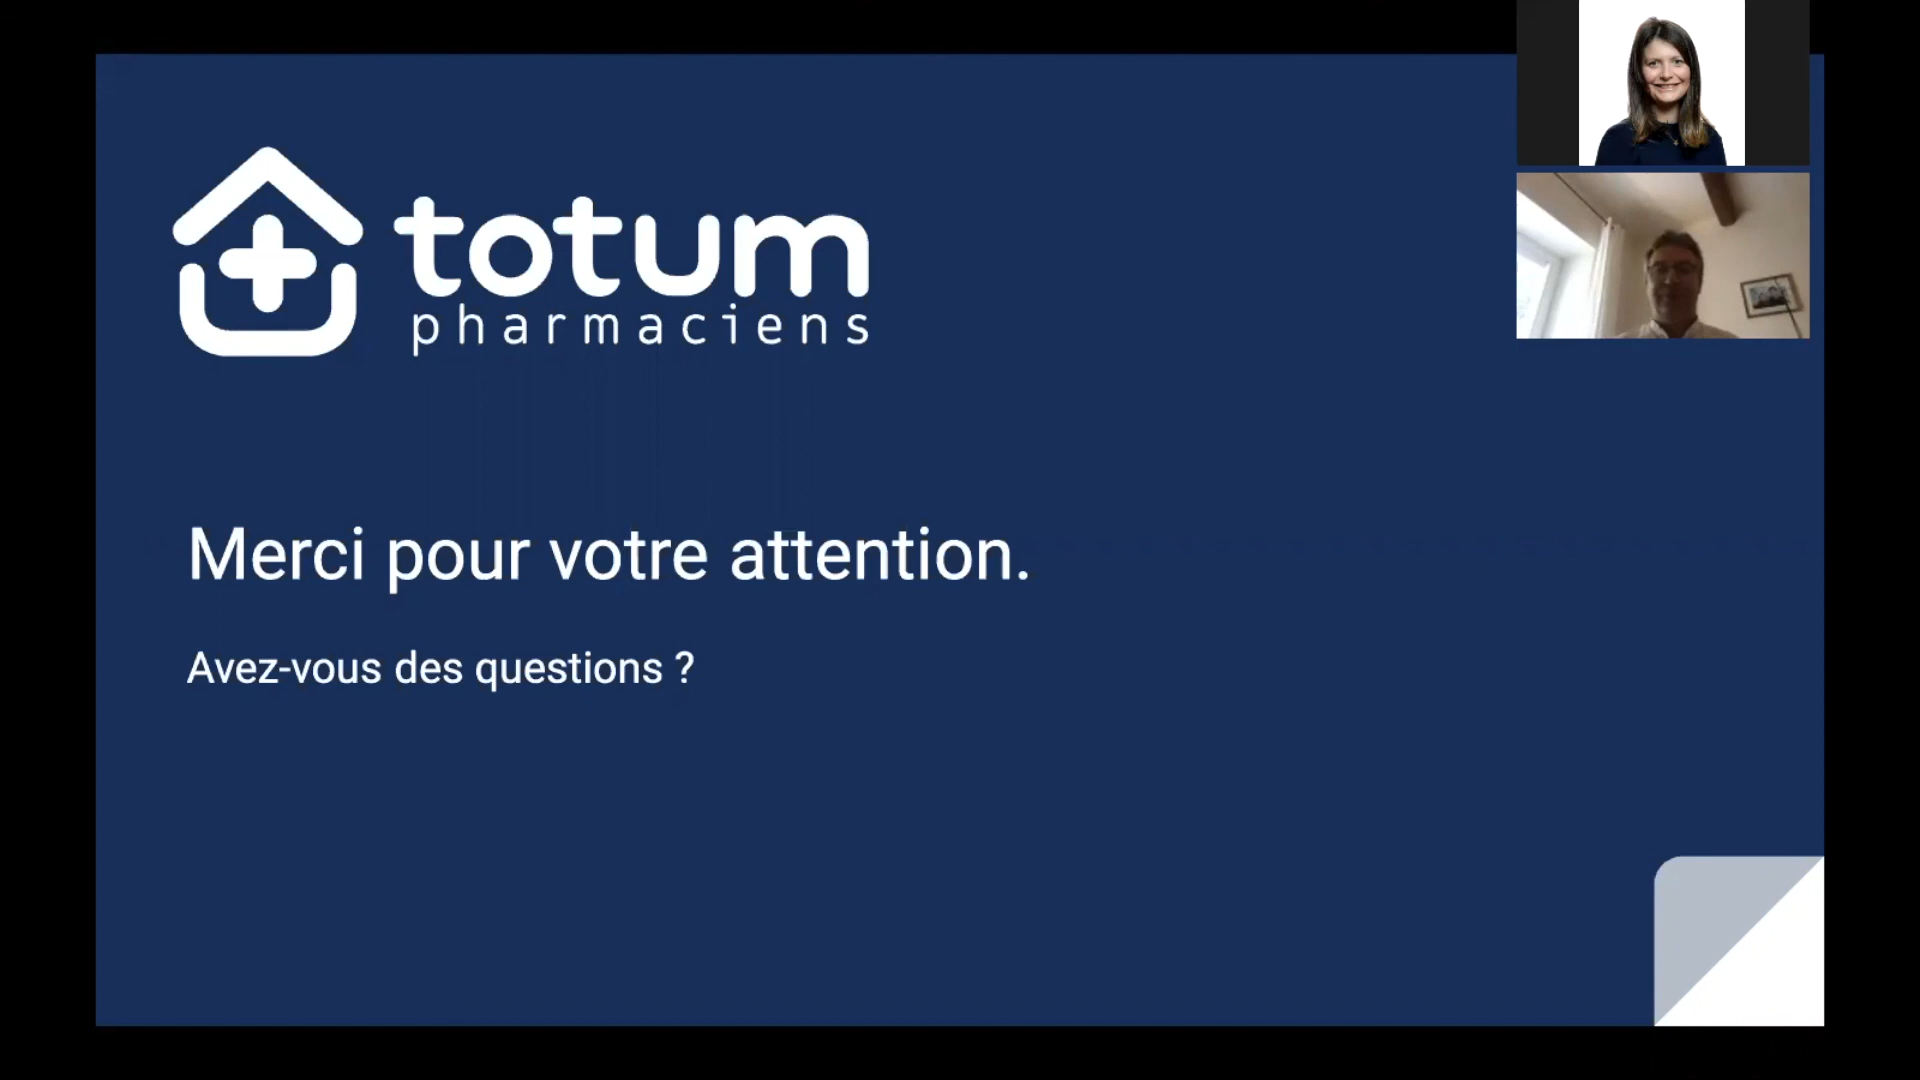 totum
pharmaciens
Merci pour votre attention.
Avez-vous des questions ?